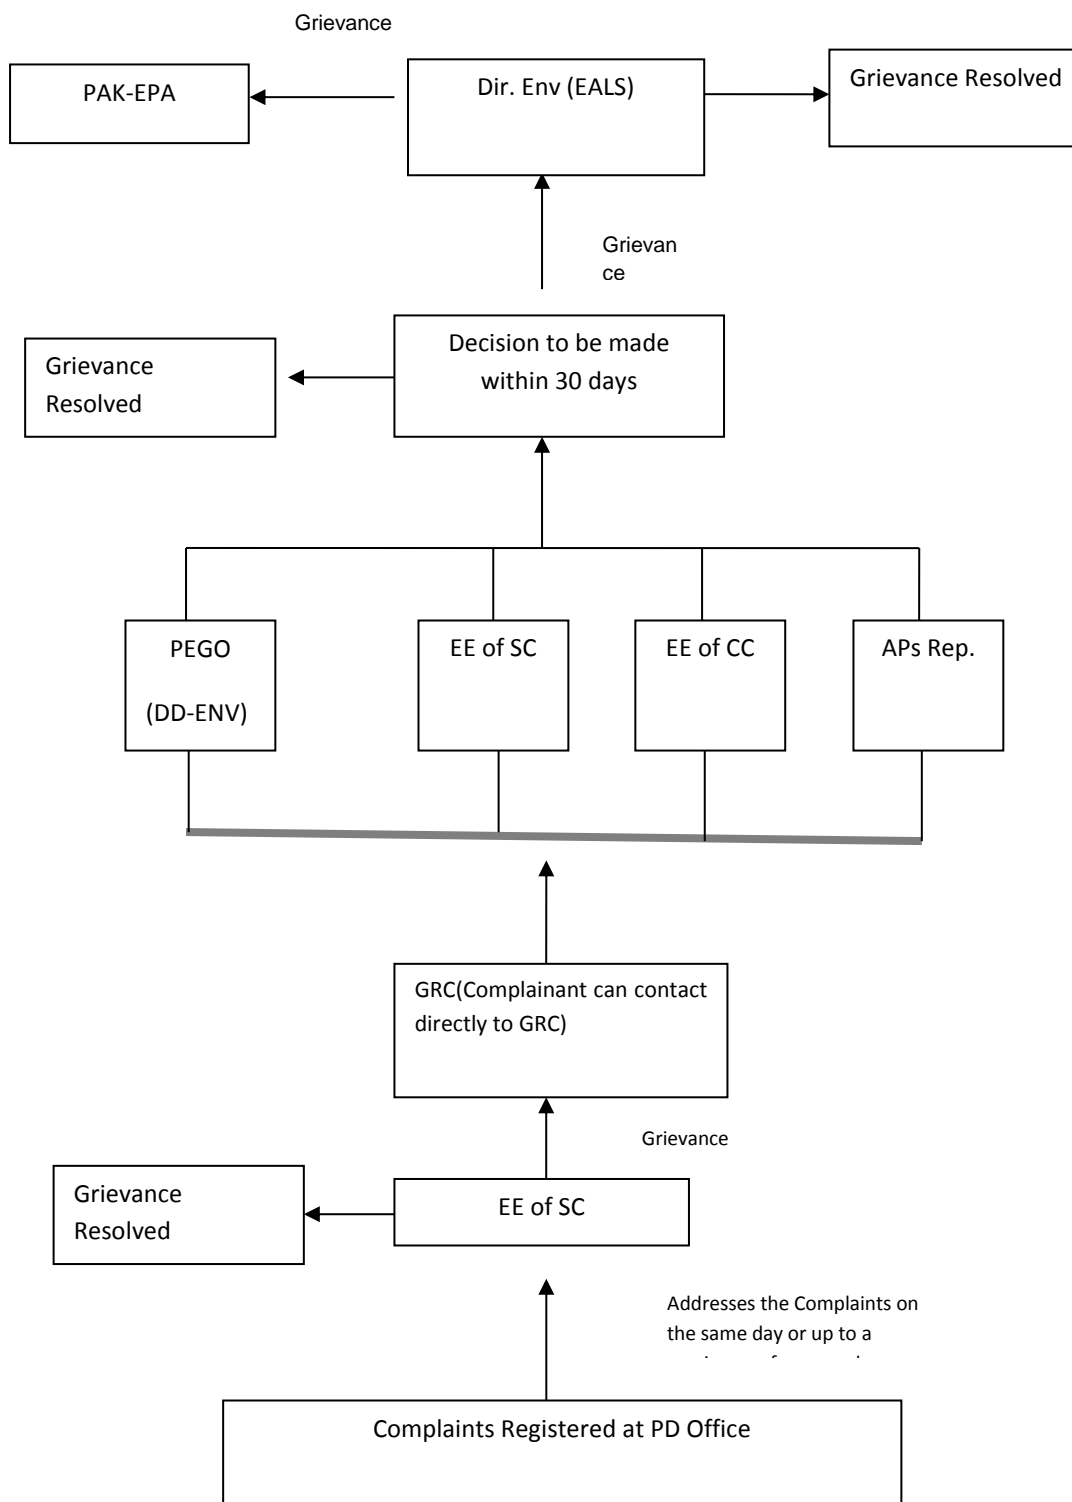 Grievance
PAK-EPA
Dir. Env (EALS)
Grievance Resolved
Grievan
ce
Decision to be made
within 30 days
Grievance
Resolved
PEGO
(DD-ENV)
EE of SC
EE of CC
APs Rep.
GRC(Complainant can contact
directly to GRC)
Grievance
Grievance
Resolved
EE of SC
Addresses the Complaints on
the same day or up to a
Complaints Registered at PD Office